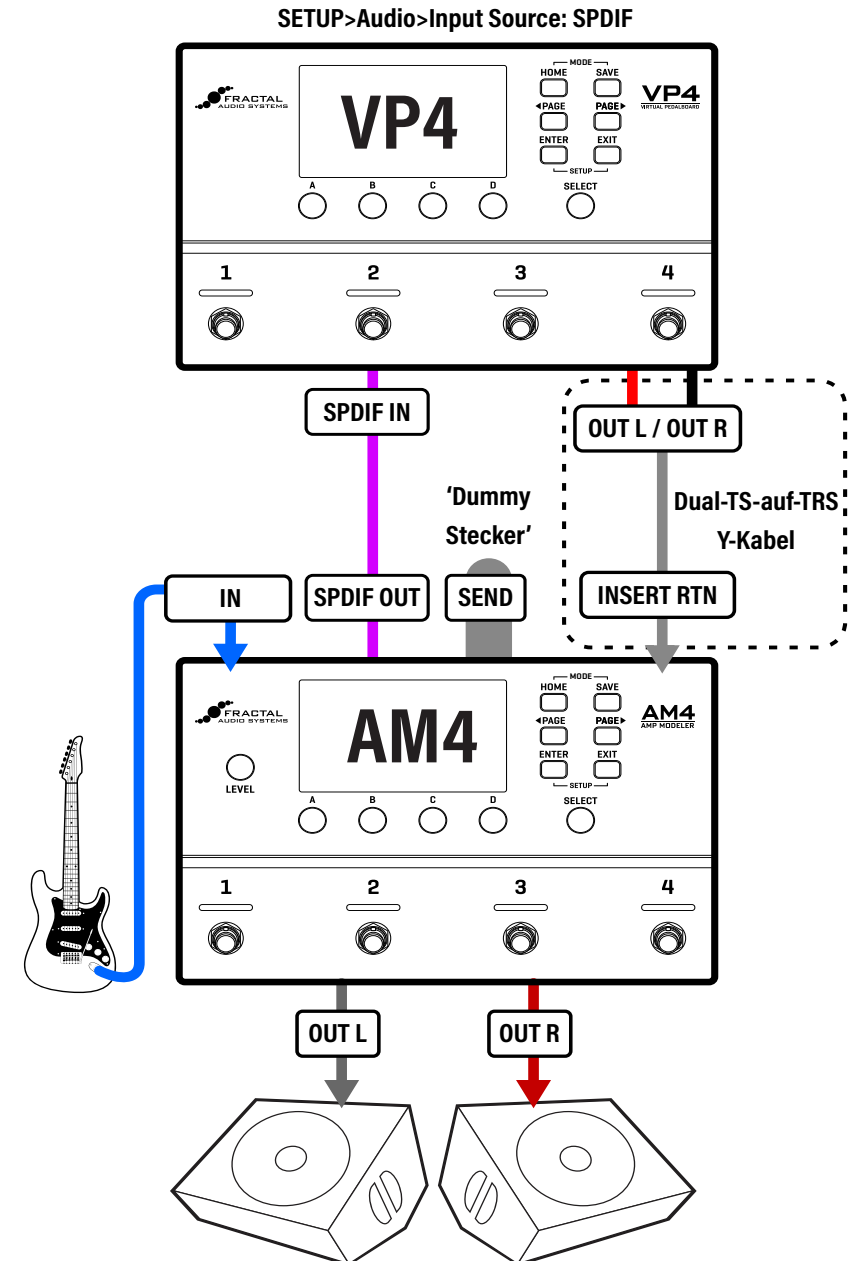 SETUP>Audio>Input Source: SPDIF
FRACTAL
AUDIO SYSTEMS
VP4
MODE
HOME SAVE
◄PAGE PAGE►
ENTER EXIT
SETUP
VP4
VIRTUAL PEDALBOARD
A B C D SELECT
1 2 3 4
SPDIF IN
OUT L / OUT R
'Dummy
Stecker'
Dual-TS-auf-TRS
Y-Kabel
IN
SPDIF OUT
SEND
INSERT RTN
FRACTAL
AUDIO SYSTEMS
LEVEL
AM4
MODE
HOME SAVE
◄PAGE PAGE►
ENTER EXIT
SETUP
AM4
AMP MODELER
A B C D SELECT
1 2 3 4
OUT L
OUT R